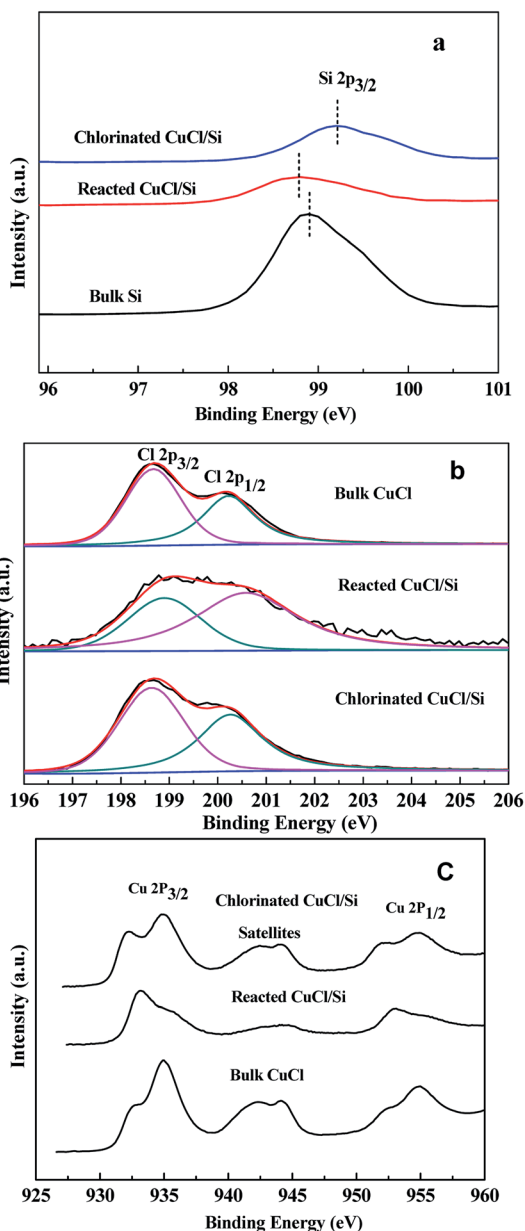 a
Si 2p3/2
Chlorinated CuCl/Si
Reacted CuCl/Si
Bulk Si
Intensity (a.u.)
96 97 98 99 100 101
Binding Energy (eV)
b
Cl 2p3/2
Cl 2p1/2
Bulk CuCl
Reacted CuCl/Si
Chlorinated CuCl/Si
Intensity (a.u.)
196 197 198 199 200 201 202 203 204 205 206
Binding Energy (eV)
C
Cu 2P3/2
Chlorinated CuCl/Si
Cu 2P1/2
Satellites
Reacted CuCl/Si
Bulk CuCl
Intensity (a.u.)
925 930 935 940 945 950 955 960
Binding Energy (eV)